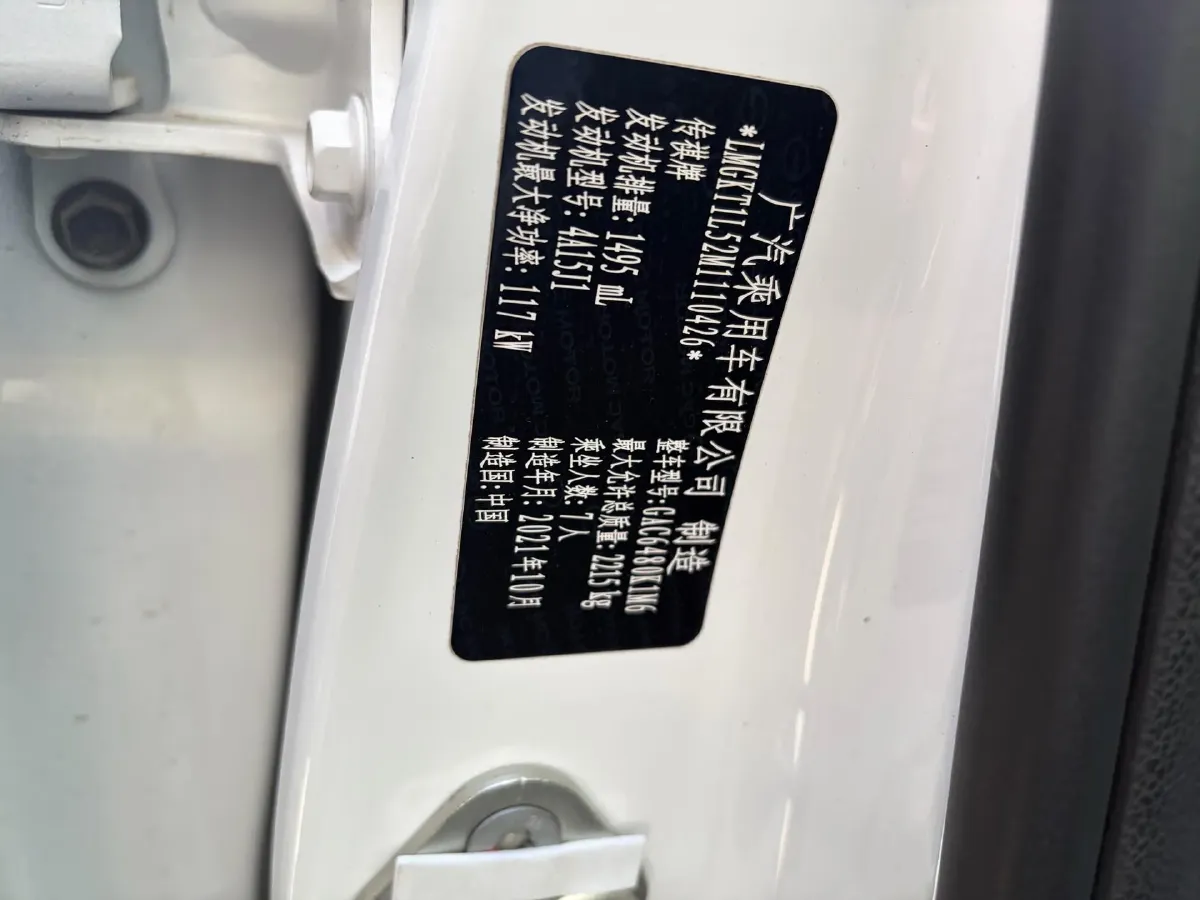 广汽乘用车有限公司 制造
*LMGKT1L52M1110426*
传祺牌
整车型号:GAC6480K1M6
发动机排量: 1495 mL
最大允许总质量: 2215 kg
发动机型号: 4A15J1
乘坐人数: 7人
发动机最大净功率: 117 kW
制造年月: 2021年10月
制造国: 中国